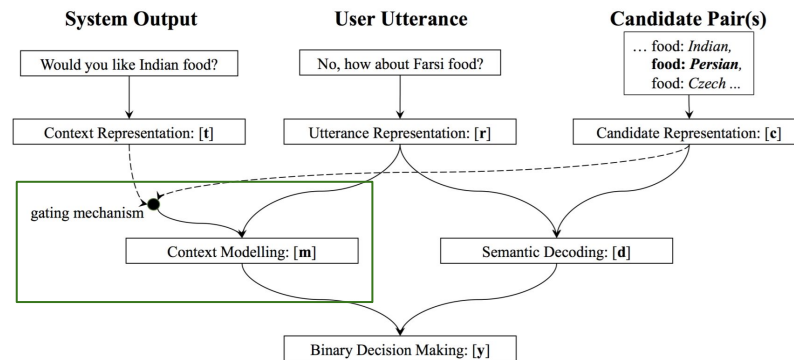 System Output
User Utterance
Candidate Pair(s)
Would you like Indian food?
No, how about Farsi food?
... food: Indian,
food: Persian,
food: Czech ...
Context Representation: [t]
Utterance Representation: [r]
Candidate Representation: [c]
gating mechanism
Context Modelling: [m]
Semantic Decoding: [d]
Binary Decision Making: [y]